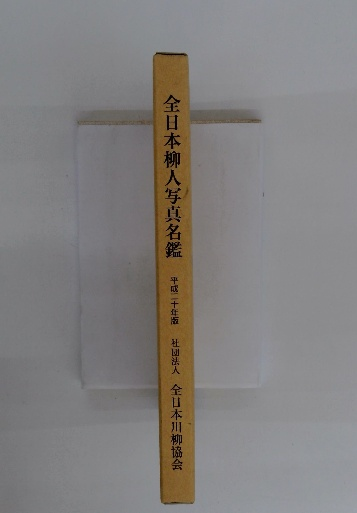 全日本柳人写真名鑑
平成二十年版
社団法人 全日本川柳協会